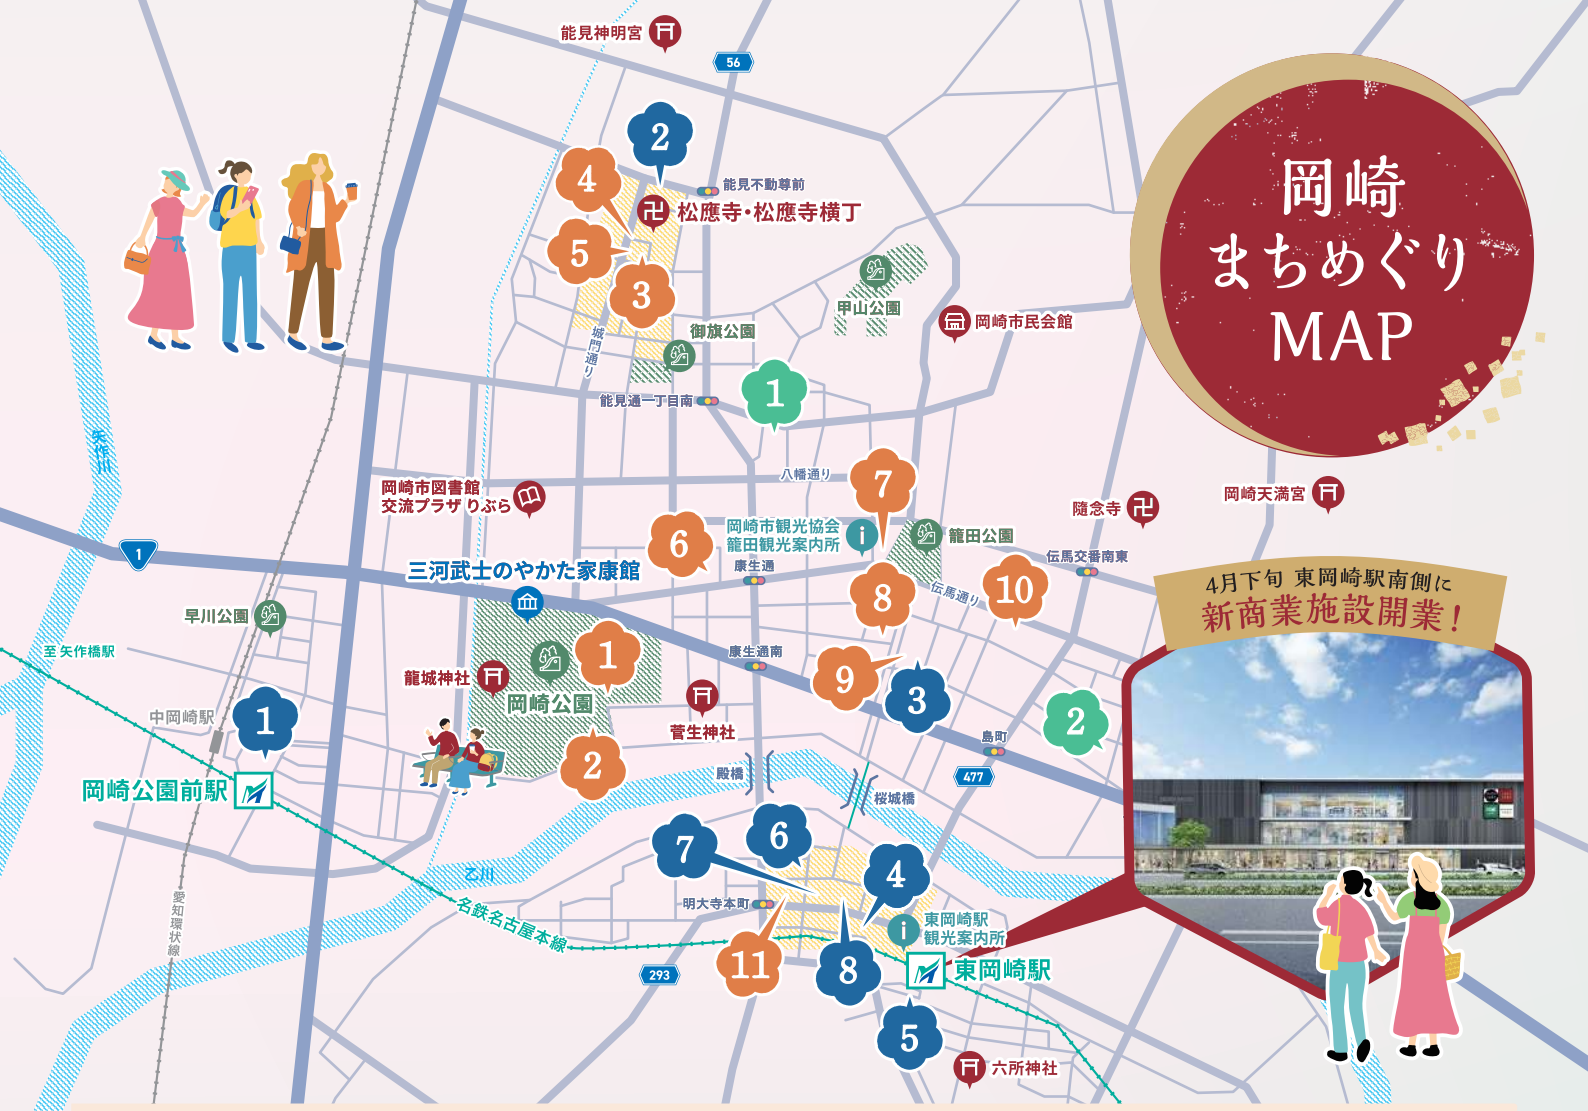 岡崎
まちめぐり
MAP
能見神明宮
56
2
4
能見不動尊前
松應寺・松應寺横丁
5
3
甲山公園
岡崎市民会館
御旗公園
城門通り
能見通一丁目南
1
矢作川
八幡通り
7
岡崎市図書館
交流プラザ りぶら
岡崎天満宮
隨念寺
6
岡崎市観光協会
籠田観光案内所
籠田公園
康生通
伝馬交番南東
1
三河武士のやかた家康館
8
伝馬通り
10
4月下旬 東岡崎駅南側に
新商業施設開業!
早川公園
至 矢作橋駅
1
康生通南
龍城神社
岡崎公園
9
3
菅生神社
2
中岡崎駅
1
島町
477
2
殿橋
桜城橋
岡崎公園前駅
6
7
4
乙川
明大寺本町
名鉄名古屋本線
愛知環状線
東岡崎駅
観光案内所
11
8
293
東岡崎駅
5
六所神社